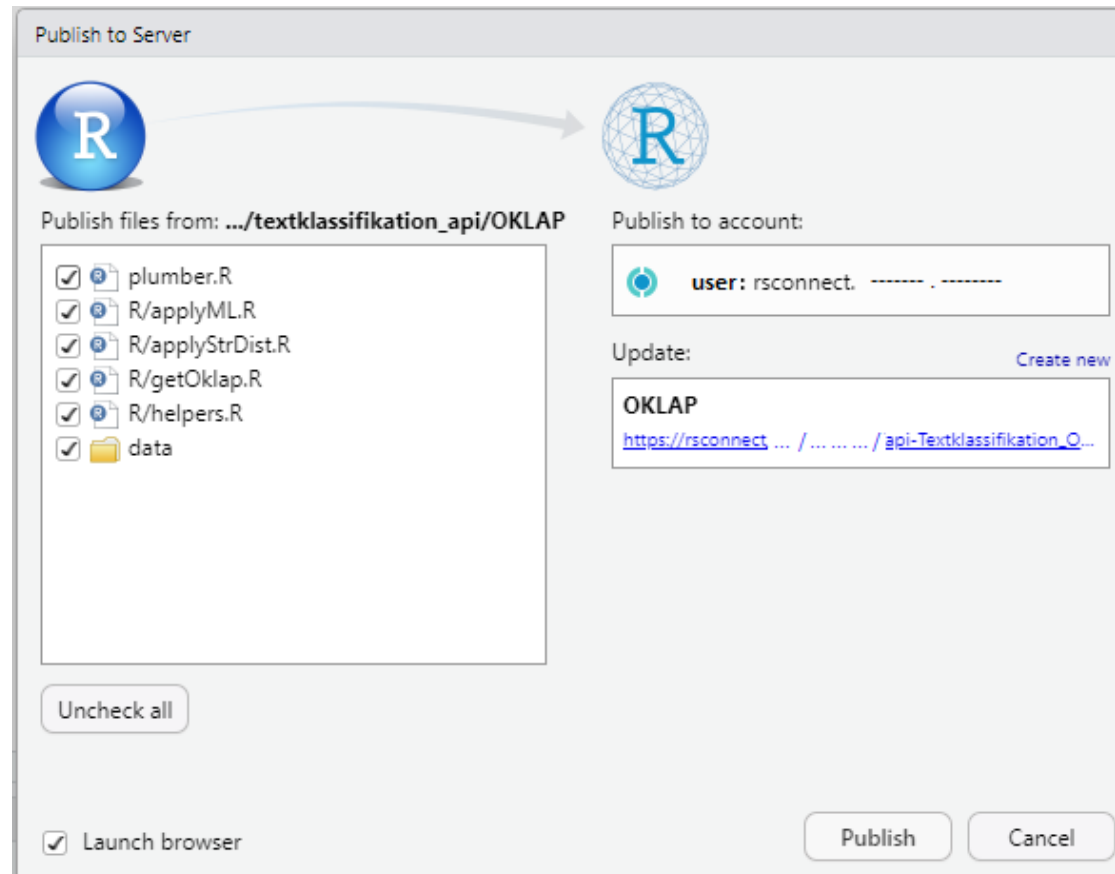 Publish to Server
R
R
Publish files from: .../textklassifikation_api/OKLAP
plumber.R
R/applyML.R
R/applyStrDist.R
R/getOklap.R
R/helpers.R
data
Uncheck all
Launch browser
Publish to account:
user: rsconnect. ------- . --------
Update:
Create new
OKLAP
https://rsconnect, ... / ... ... ... / api-Textklassifikation_O...
Publish
Cancel